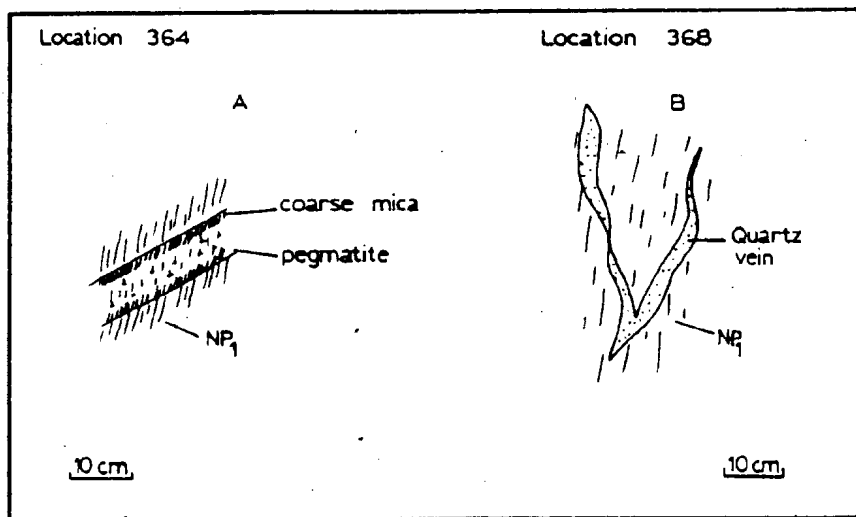 Location 364
Location 368
A
B
coarse mica
pegmatite
Quartz
vein
NP1
NP1
10 cm
10 cm